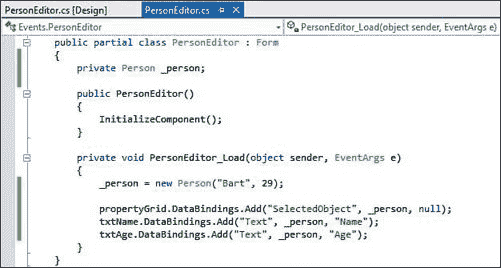 PersonEditor.cs [Design]
PersonEditor.cs
Events.PersonEditor
PersonEditor_Load(object sender, EventArgs e)
public partial class PersonEditor : Form
{
private Person _person;
public PersonEditor()
{
InitializeComponent();
}
private void PersonEditor_Load(object sender, EventArgs e)
{
_person = new Person("Bart", 29);
propertyGrid.DataBindings.Add("SelectedObject", _person, null);
txtName.DataBindings.Add("Text", _person, "Name");
txtAge.DataBindings.Add("Text", _person, "Age");
}
}